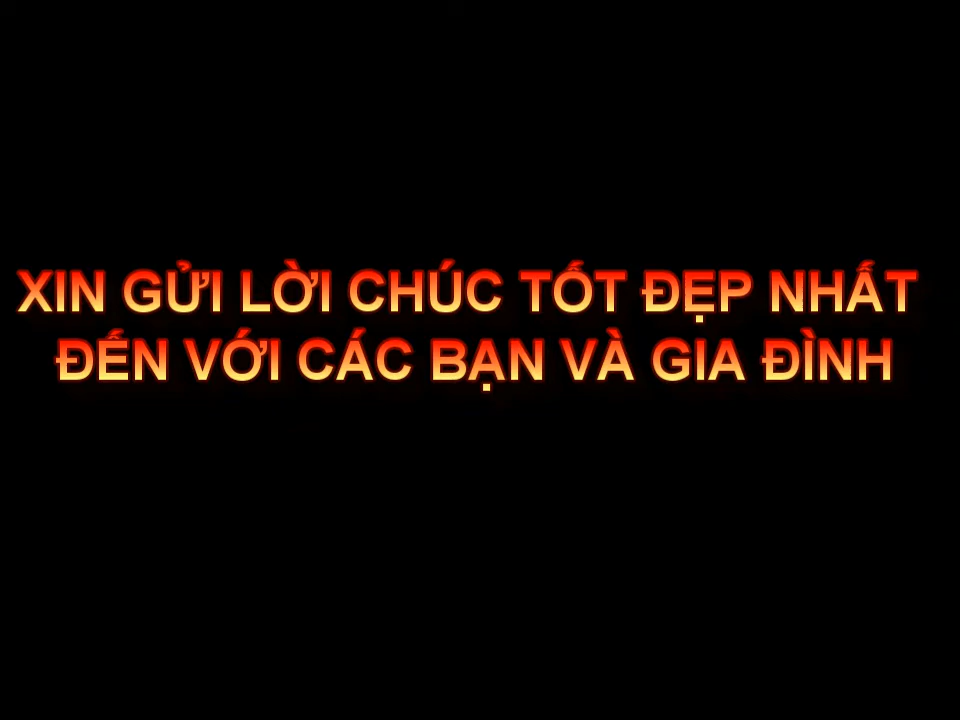 XIN GỬI LỜI CHÚC TỐT ĐẸP NHẤT
ĐẾN VỚI CÁC BẠN VÀ GIA ĐÌNH